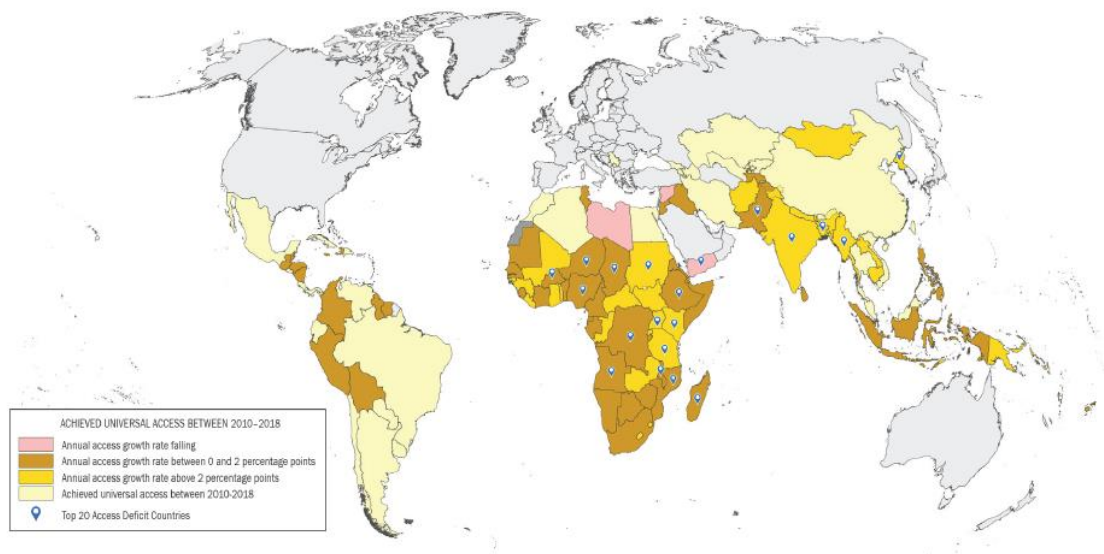 ACHIEVED UNIVERSAL ACCESS BETWEEN 2010–2018
Annual access growth rate falling
Annual access growth rate between 0 and 2 percentage points
Annual access growth rate above 2 percentage points
Achieved universal access between 2010-2018
Top 20 Access Deficit Countries